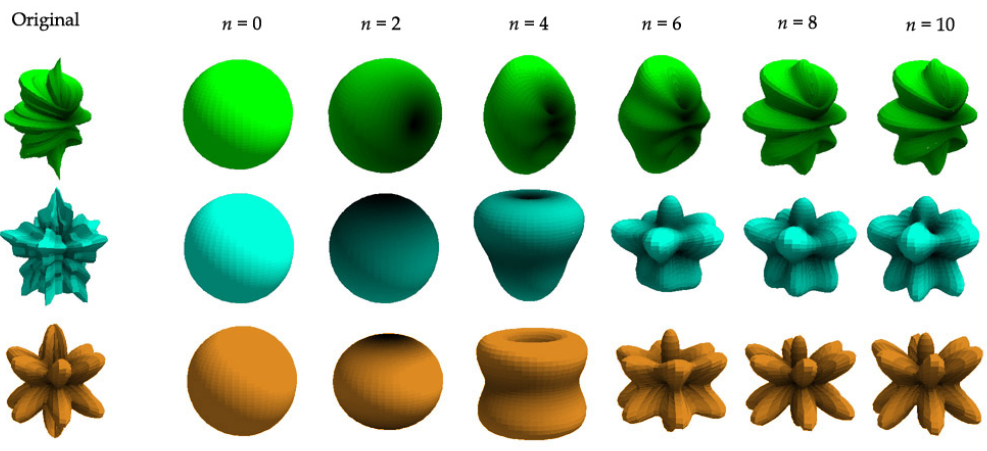 Original n = 0 n = 2 n = 4 n = 6 n = 8 n = 10